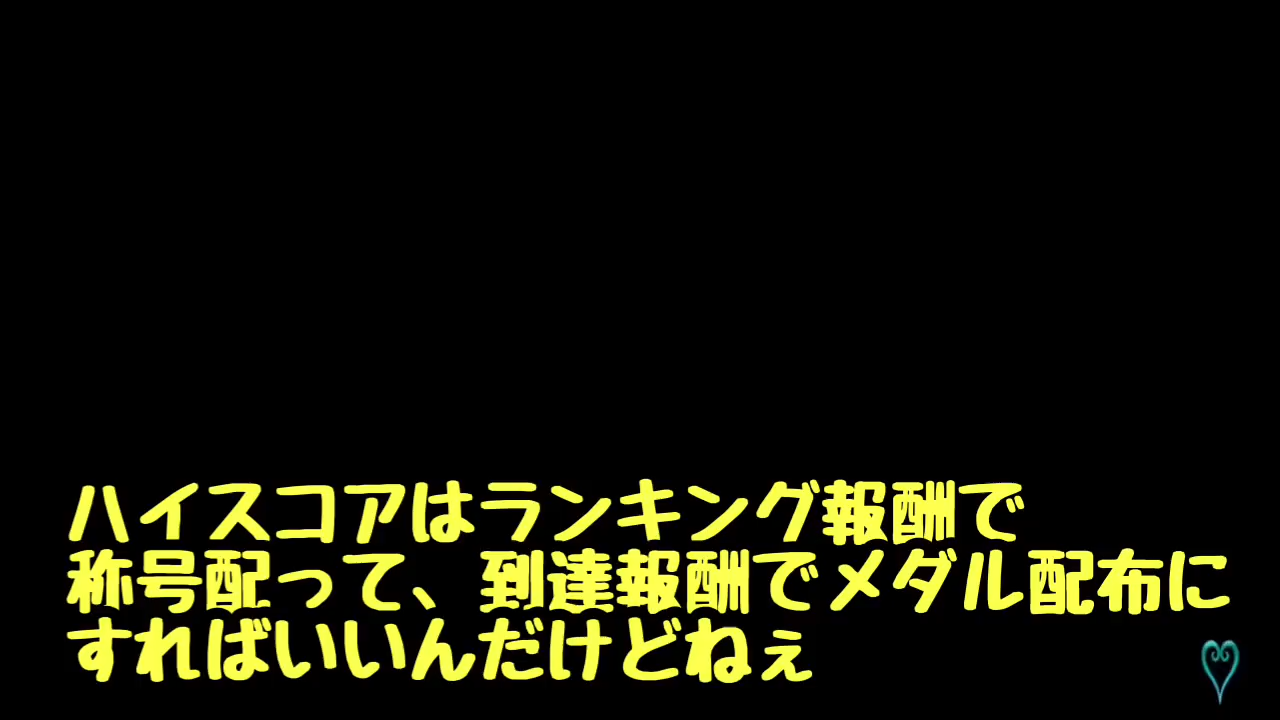 ハイスコアはランキング報酬で
称号配って、到達報酬でメダル配布に
すればいいんだけどねぇ